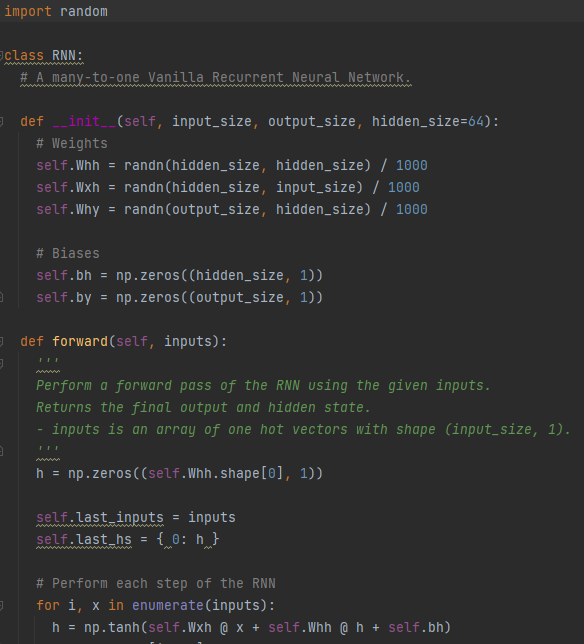 import random
class RNN:
# A many-to-one Vanilla Recurrent Neural Network.
def __init__(self, input_size, output_size, hidden_size=64):
# Weights
self.Whh = randn(hidden_size, hidden_size) / 1000
self.Wxh = randn(hidden_size, input_size) / 1000
self.Why = randn(output_size, hidden_size) / 1000
# Biases
self.bh = np.zeros((hidden_size, 1))
self.by = np.zeros((output_size, 1))
def forward(self, inputs):
'''
Perform a forward pass of the RNN using the given inputs.
Returns the final output and hidden state.
- inputs is an array of one hot vectors with shape (input_size, 1).
'''
h = np.zeros((self.Whh.shape[0], 1))
self.last_inputs = inputs
self.last_hs = { 0: h }
# Perform each step of the RNN
for i, x in enumerate(inputs):
h = np.tanh(self.Wxh @ x + self.Whh @ h + self.bh)